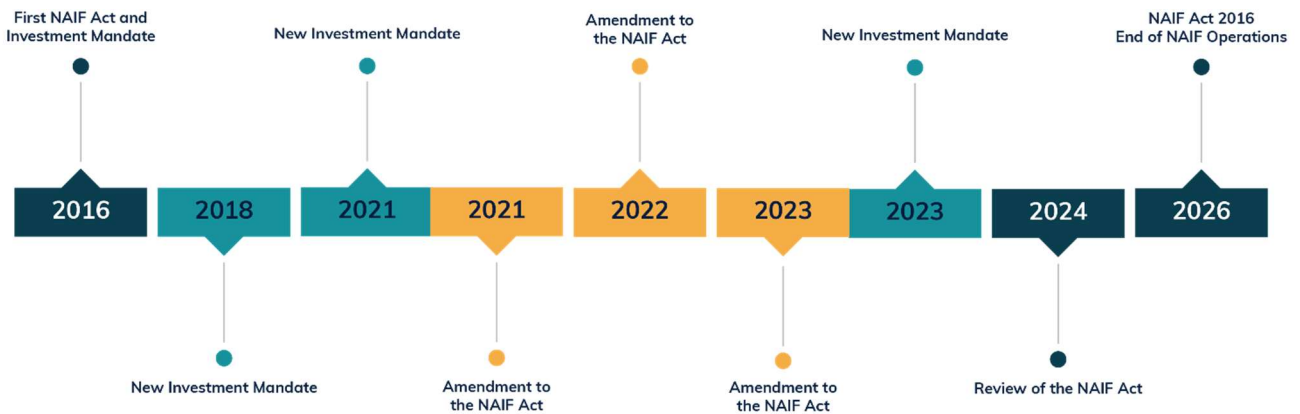 First NAIF Act and
Investment Mandate
New Investment Mandate
Amendment to
the NAIF Act
New Investment Mandate
NAIF Act 2016
End of NAIF Operations
2016
2018
2021
2021
2022
2023
2023
2024
2026
New Investment Mandate
Amendment to
the NAIF Act
Amendment to
the NAIF Act
Review of the NAIF Act